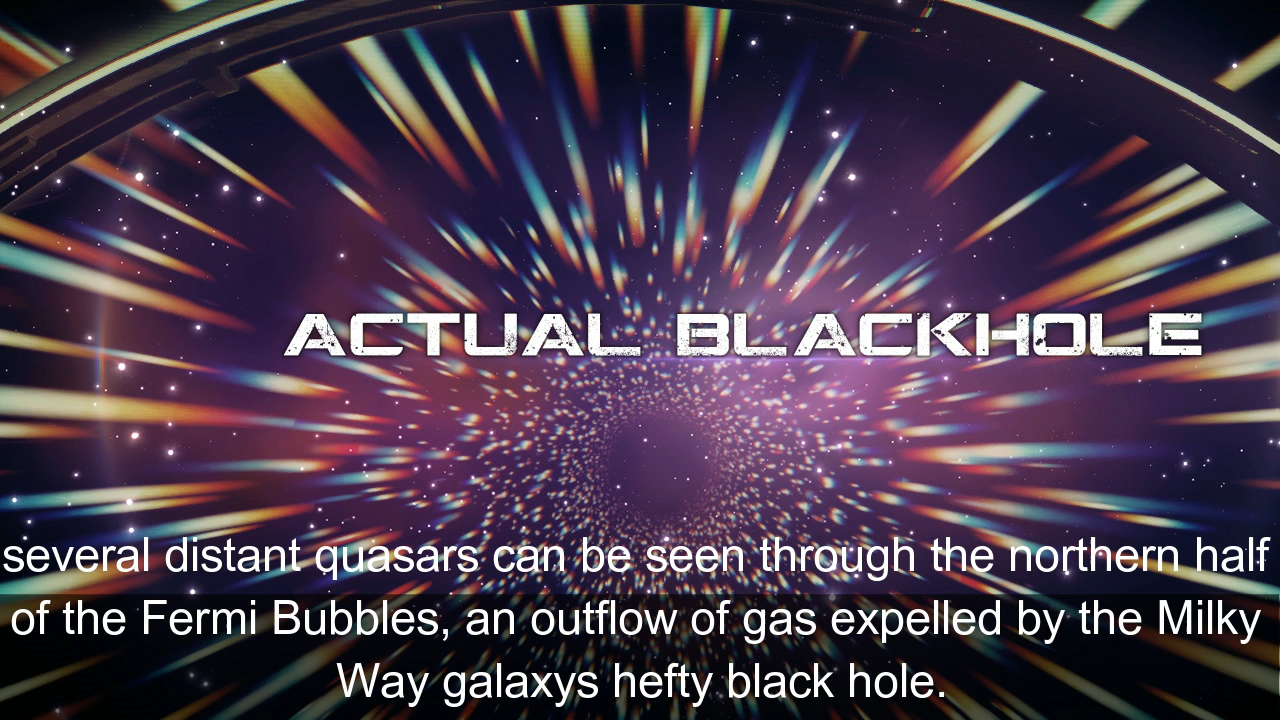 ACTUAL BLACKHOLE
several distant quasars can be seen through the northern half
of the Fermi Bubbles, an outflow of gas expelled by the Milky
Way galaxys hefty black hole.